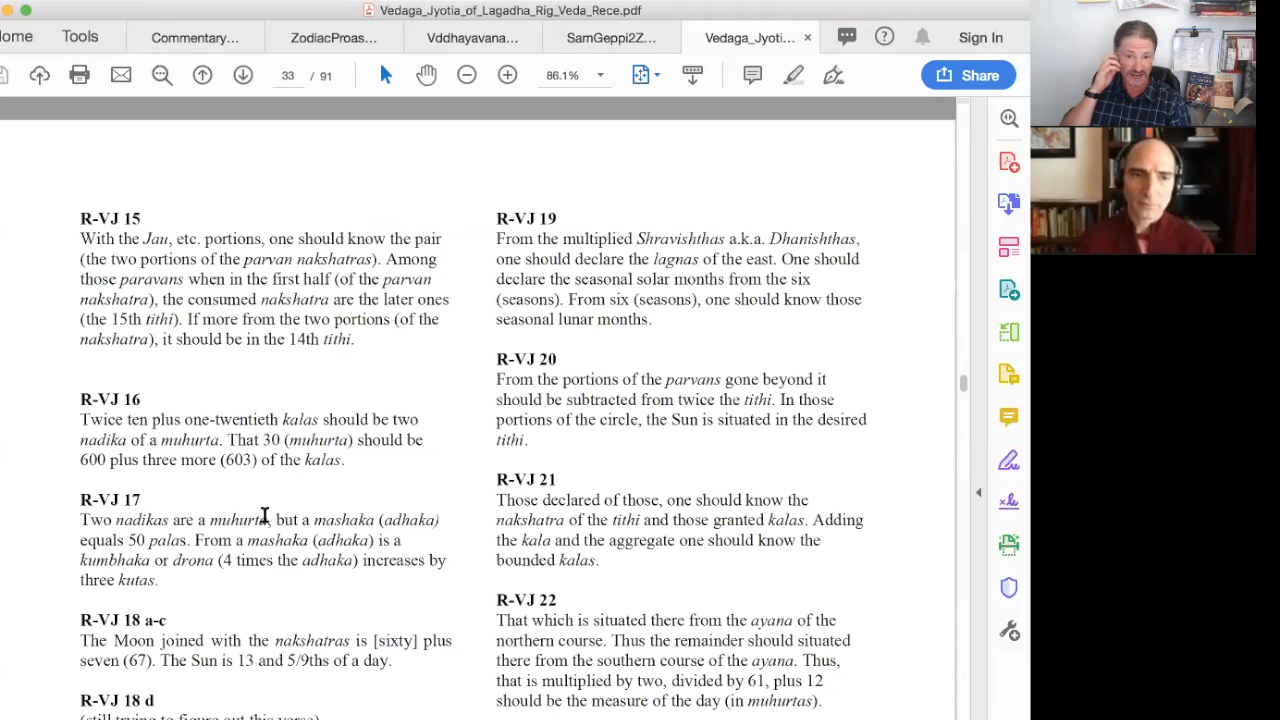 Vedaga_Jyotia_of_Lagadha_Rig_Veda_Rece.pdf
ome
Tools
Commentary...
ZodiacProas...
Vddhayavaña...
SamGeppi2Z...
Vedaga_Jyoti...
Sign In
33 / 91
86.1%
Share
R-VJ 15
With the Jau, etc. portions, one should know the pair
(the two portions of the parvan nakshatras). Among
those paravans when in the first half (of the parvan
nakshatra), the consumed nakshatra are the later ones
(the 15th tithi). If more from the two portions (of the
nakshatra), it should be in the 14th tithi.
R-VJ 16
Twice ten plus one-twentieth kalas should be two
nadika of a muhurta. That 30 (muhurta) should be
600 plus three more (603) of the kalas.
R-VJ 17
Two nadikas are a muhurta, but a mashaka (adhaka)
equals 50 palas. From a mashaka (adhaka) is a
kumbhaka or drona (4 times the adhaka) increases by
three kutas.
R-VJ 18 a-c
The Moon joined with the nakshatras is [sixty] plus
seven (67). The Sun is 13 and 5/9ths of a day.
R-VJ 18 d
(still trying to figure out this verse)
R-VJ 19
From the multiplied Shravishthas a.k.a. Dhanishthas,
one should declare the lagnas of the east. One should
declare the seasonal solar months from the six
(seasons). From six (seasons), one should know those
seasonal lunar months.
R-VJ 20
From the portions of the parvans gone beyond it
should be subtracted from twice the tithi. In those
portions of the circle, the Sun is situated in the desired
tithi.
R-VJ 21
Those declared of those, one should know the
nakshatra of the tithi and those granted kalas. Adding
the kala and the aggregate one should know the
bounded kalas.
R-VJ 22
That which is situated there from the ayana of the
northern course. Thus the remainder should situated
there from the southern course of the ayana. Thus,
that is multiplied by two, divided by 61, plus 12
should be the measure of the day (in muhurtas).